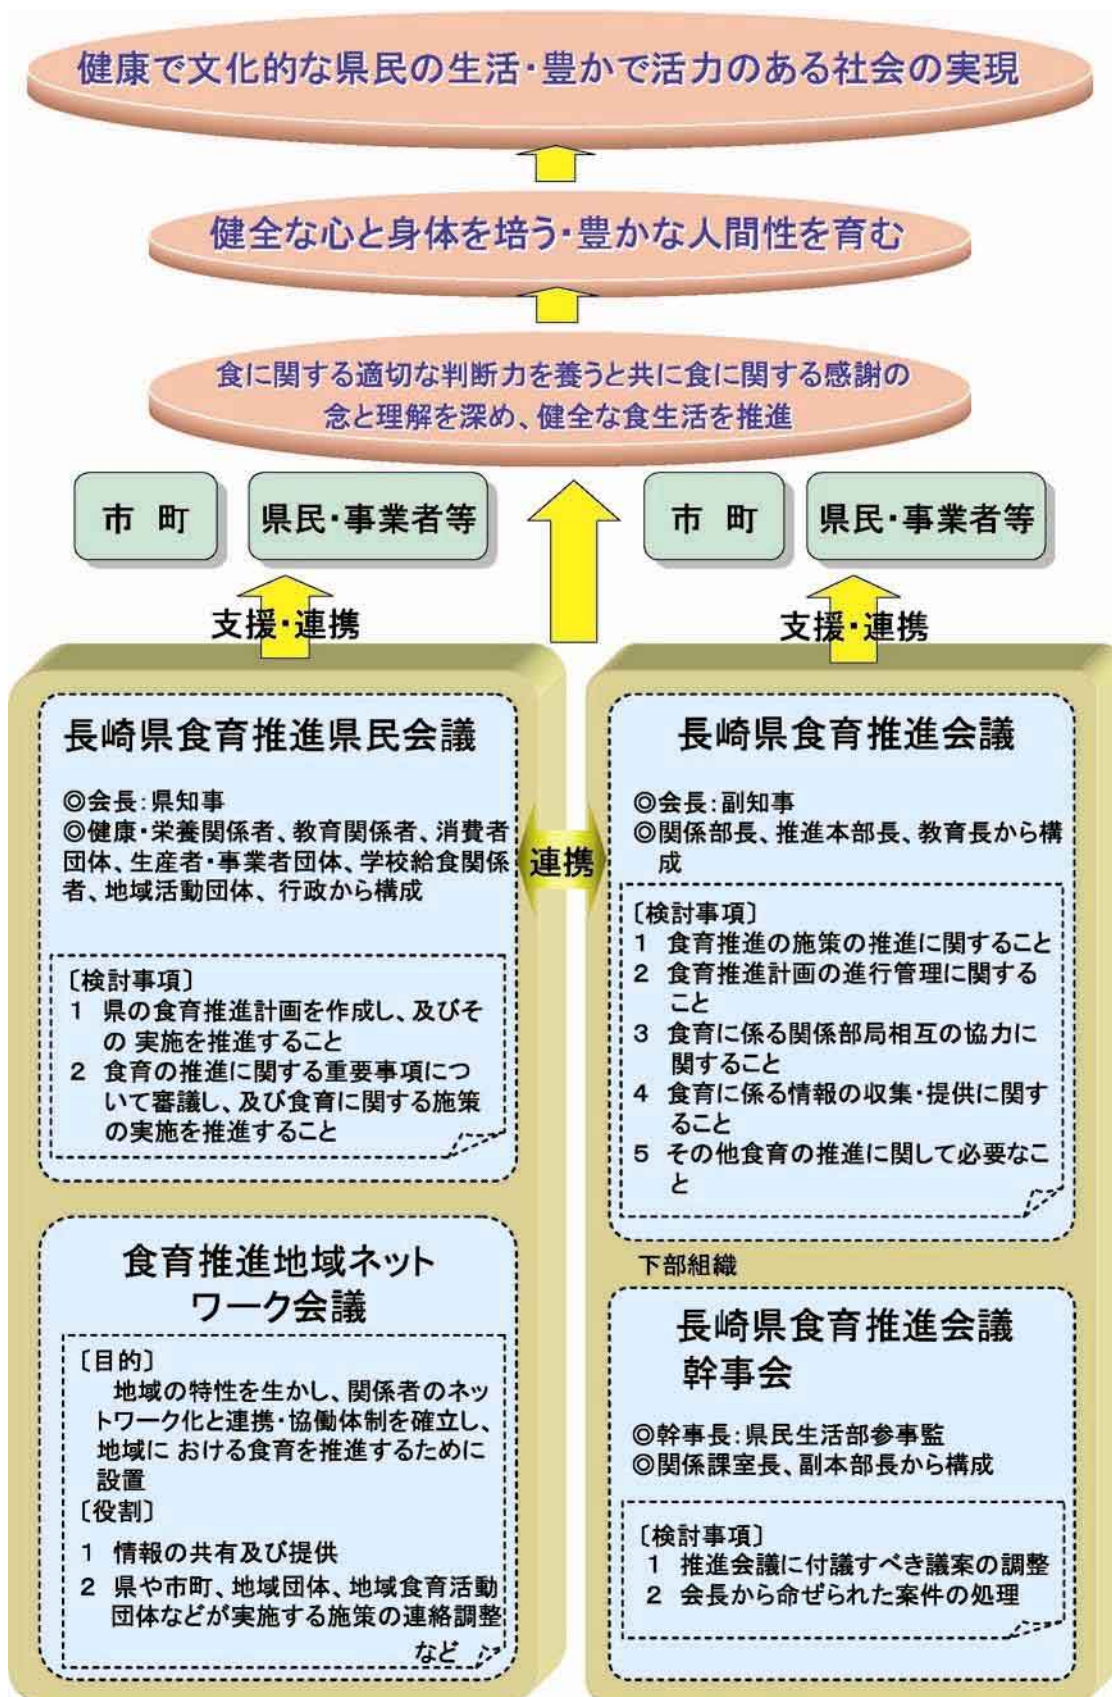 健康で文化的な県民の生活・豊かで活力のある社会の実現
健全な心と身体を培う・豊かな人間性を育む
食に関する適切な判断力を養うと共に食に関する感謝の
念と理解を深め、健全な食生活を推進
市 町
県民・事業者等
市 町
県民・事業者等
支援・連携
支援・連携
長崎県食育推進県民会議
◎会長:県知事
◎健康・栄養関係者、教育関係者、消費者
団体、生産者・事業者団体、学校給食関係
者、地域活動団体、行政から構成
〔検討事項〕
1 県の食育推進計画を作成し、及びそ
の 実施を推進すること
2 食育の推進に関する重要事項につ
いて審議し、及び食育に関する施策
の実施を推進すること
食育推進地域ネット
ワーク会議
〔目的〕
地域の特性を生かし、関係者のネッ
トワーク化と連携・協働体制を確立し、
地域に おける食育を推進するために
設置
〔役割〕
1 情報の共有及び提供
2 県や市町、地域団体、地域食育活動
団体などが実施する施策の連絡調整
など
連携
長崎県食育推進会議
◎会長:副知事
◎関係部長、推進本部長、教育長から構
成
〔検討事項〕
1 食育推進の施策の推進に関すること
2 食育推進計画の進行管理に関する
こと
3 食育に係る関係部局相互の協力に
関すること
4 食育に係る情報の収集・提供に関す
ること
5 その他食育の推進に関して必要なこ
と
下部組織
長崎県食育推進会議
幹事会
◎幹事長:県民生活部参事監
◎関係課室長、副本部長から構成
〔検討事項〕
1 推進会議に付議すべき議案の調整
2 会長から命ぜられた案件の処理